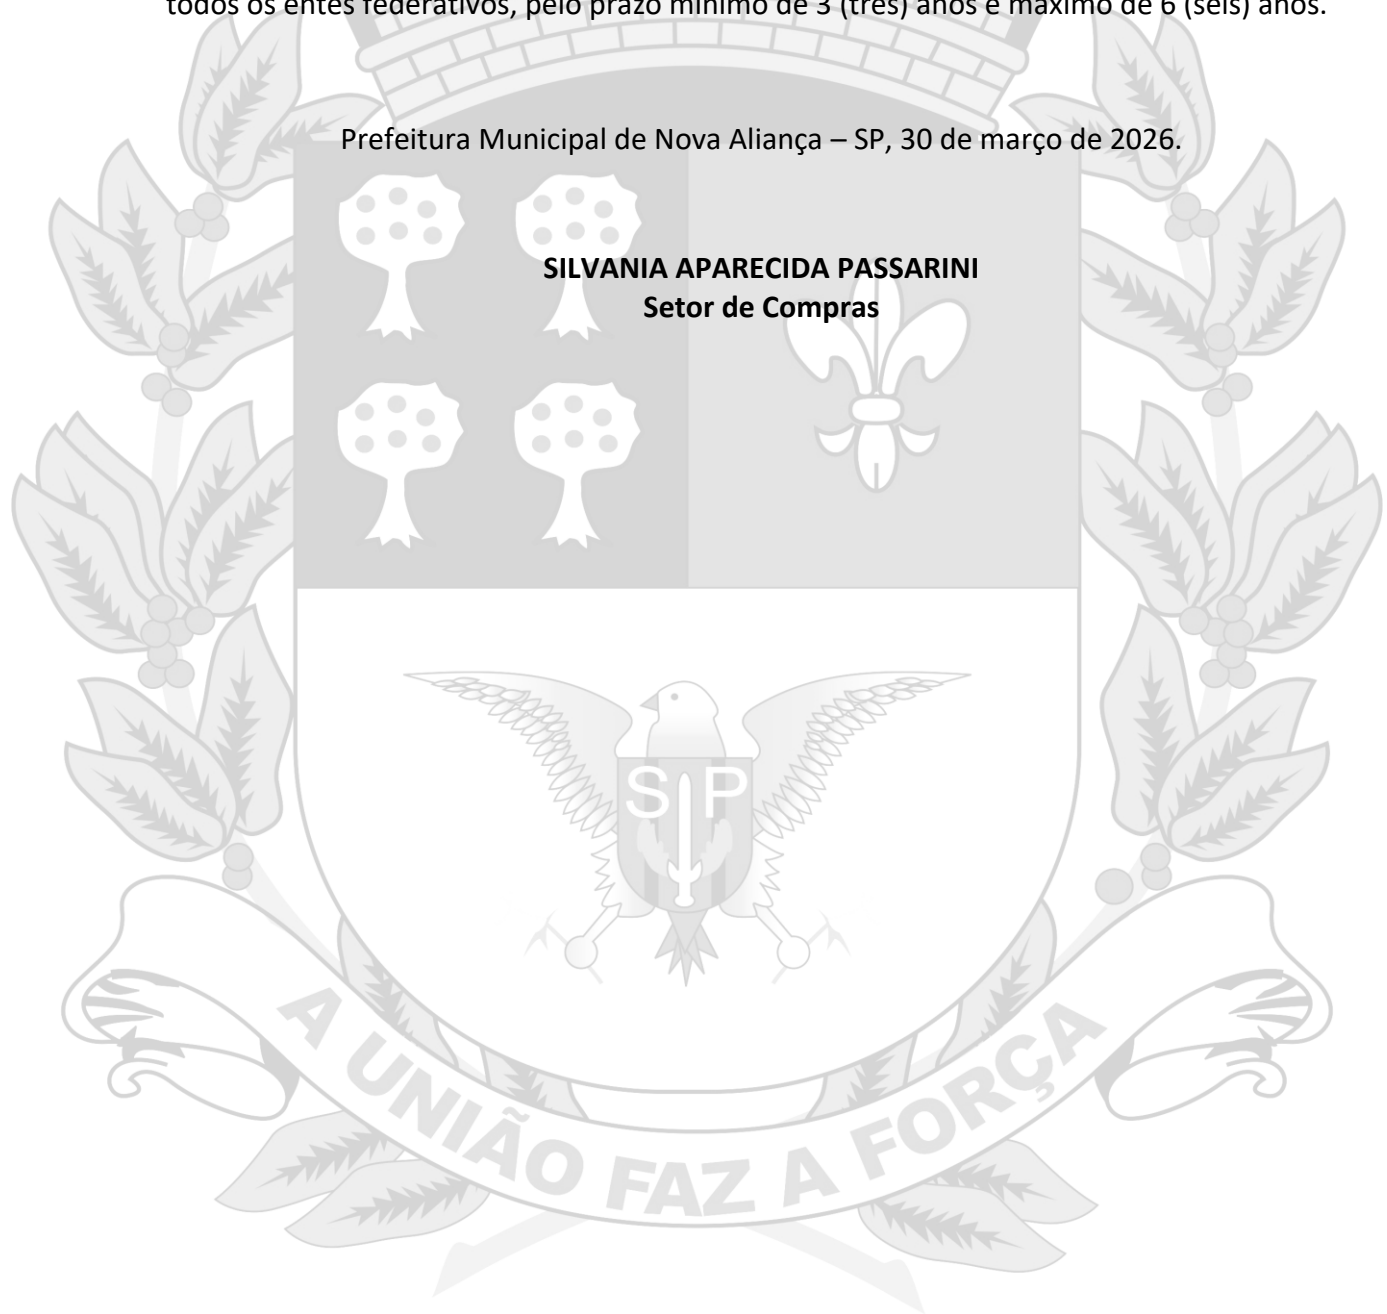 todos os entes federativos, pelo prazo mínimo de 3 (três) anos e máximo de 6 (seis) anos.
Prefeitura Municipal de Nova Aliança – SP, 30 de março de 2026.
SILVANIA APARECIDA PASSARINI
Setor de Compras
S P
A UNIÃO FAZ A FORÇA